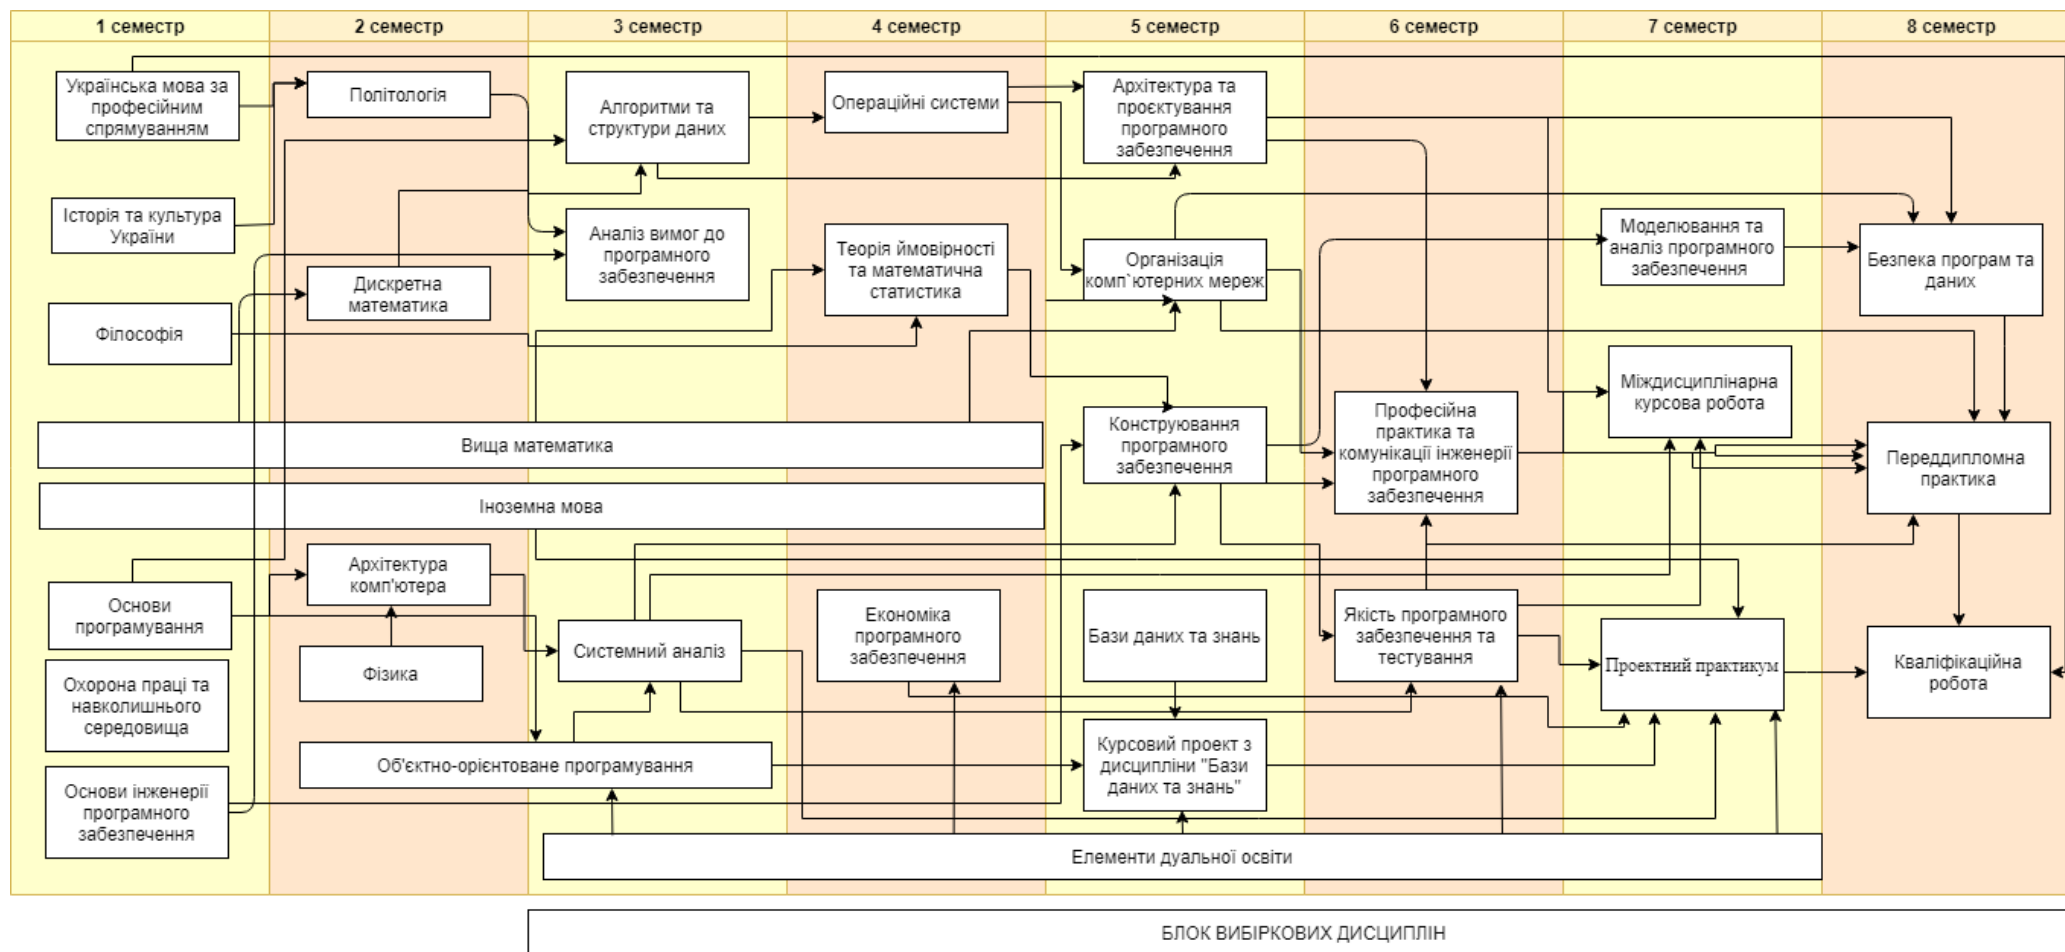 1 семестр
2 семестр
3 семестр
4 семестр
5 семестр
6 семестр
7 семестр
8 семестр
Українська мова за
професійним
спрямуванням
Історія та культура
України
Філософія
Вища математика
Іноземна мова
Основи
програмування
Охорона праці та
навколишнього
середовища
Основи інженерії
програмного
забезпечення
Політологія
Дискретна
математика
Архітектура
комп'ютера
Фізика
Об'єктно-орієнтоване програмування
Алгоритми та
структури даних
Аналіз вимог до
програмного
забезпечення
Системний аналіз
Операційні системи
Теорія ймовірності
та математична
статистика
Економіка
програмного
забезпечення
Архітектура та
проєктування
програмного
забезпечення
Організація
комп`ютерних мереж
Конструювання
програмного
забезпечення
Бази даних та знань
Курсовий проект з
дисципліни "Бази
даних та знань"
Професійна
практика та
комунікації інженерії
програмного
забезпечення
Якість програмного
забезпечення та
тестування
Моделювання та
аналіз програмного
забезпечення
Міждисциплінарна
курсова робота
Проектний практикум
Безпека програм та
даних
Переддипломна
практика
Кваліфікаційна
робота
Елементи дуальної освіти
БЛОК ВИБІРКОВИХ ДИСЦИПЛІН